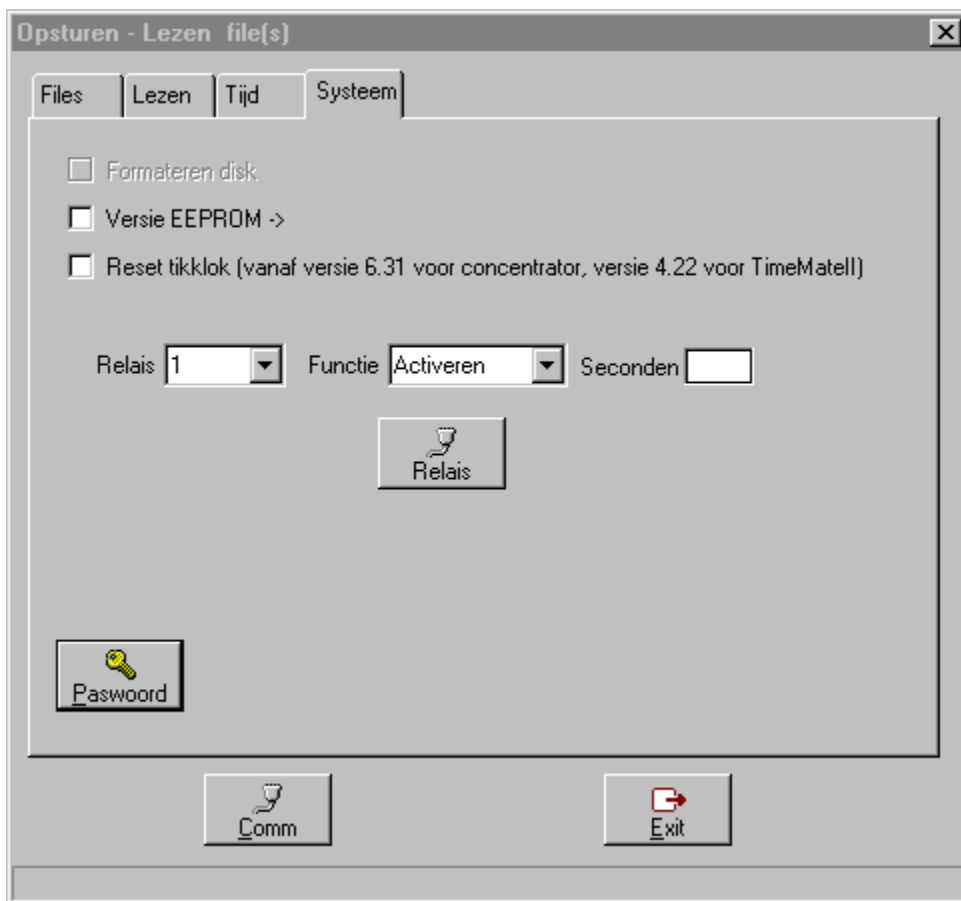 Opsturen - Lezen file(s)
Files Lezen Tijd Systeem
Formateren disk
Versie EEPROM ->
Reset tikklok (vanaf versie 6.31 voor concentrator, versie 4.22 voor TimeMateII)
Relais 1 Functie Activeren Seconden
Relais
Paswoord
Comm Exit